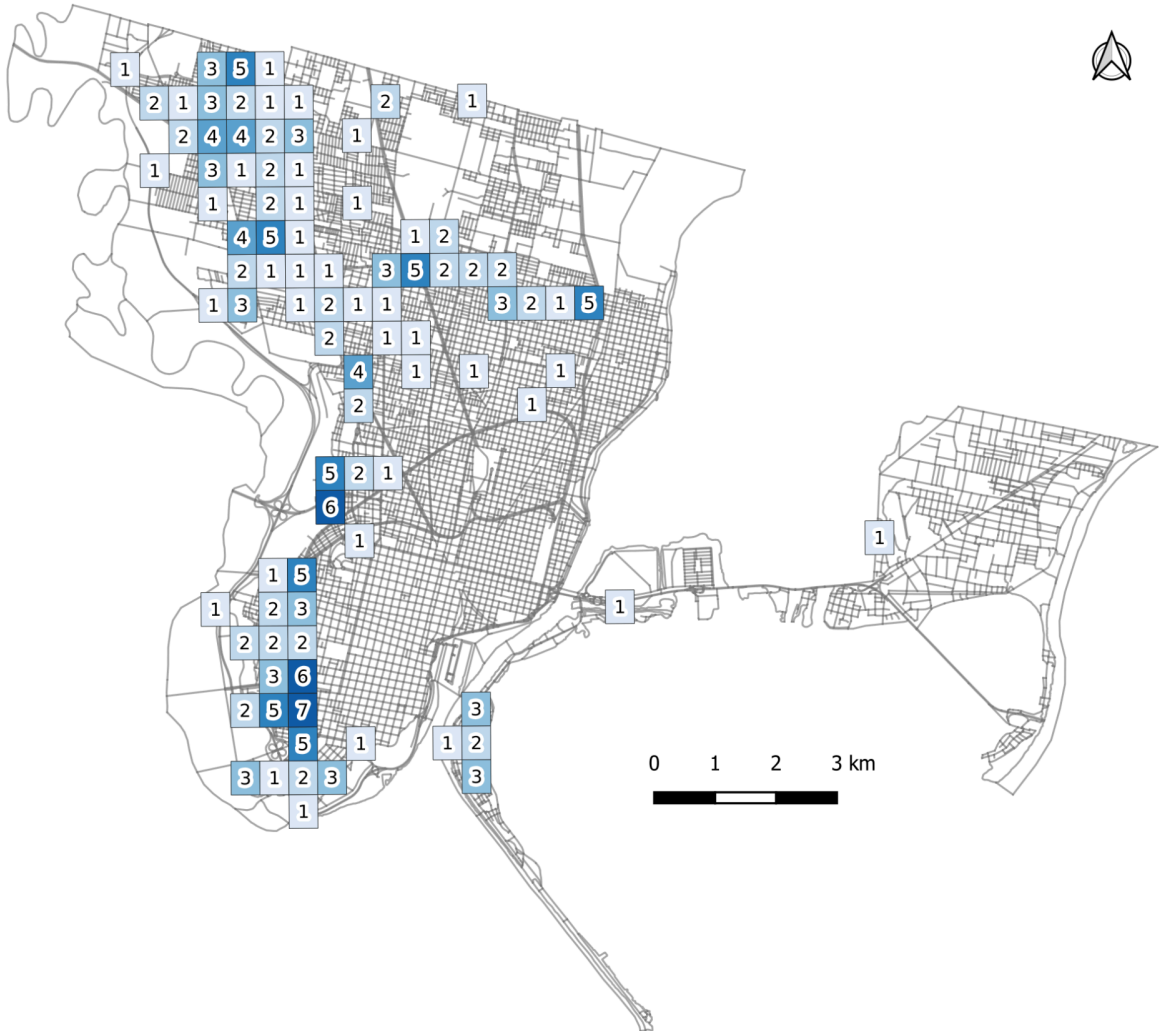 1 3 5 1
2 1 3 2 1 1 2 1
2 4 4 2 3 1
1 3 1 2 1
1 2 1 1
4 5 1 1 2
2 1 1 1 3 5 2 2 2
1 3 1 2 1 1 3 2 1 5
2 1 1
4 1 1 1
2 1
5 2 1
6
1 1
1 5
1 2 3 1
2 2 2
3 6
2 5 7 3
5 1 1 2
0 1 2 3 km
3 1 2 3 3
1